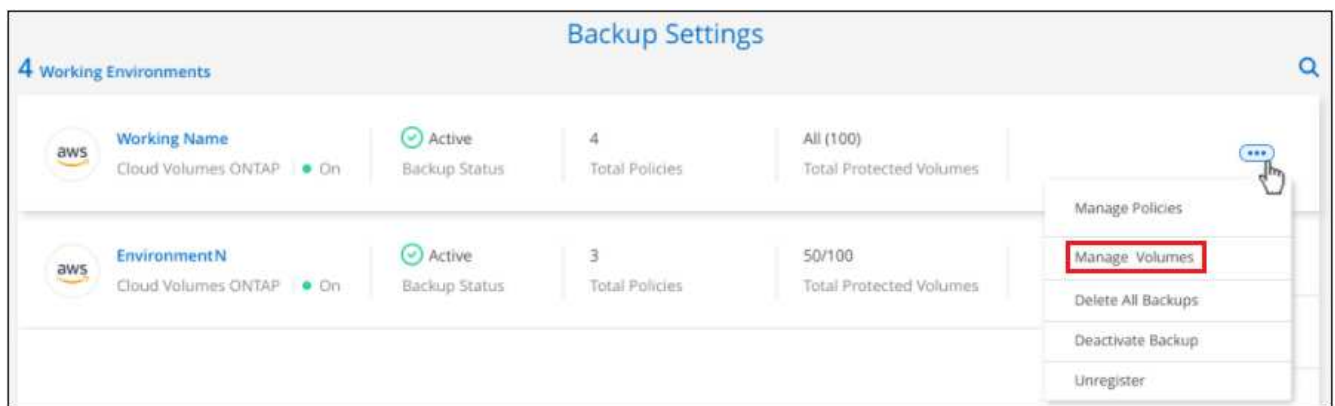 Backup Settings
4 Working Environments
aws
Working Name
Cloud Volumes ONTAP
On
Active
Backup Status
4
Total Policies
All (100)
Total Protected Volumes
Manage Policies
Manage Volumes
Delete All Backups
Deactivate Backup
Unregister
aws
EnvironmentN
Cloud Volumes ONTAP
On
Active
Backup Status
3
Total Policies
50/100
Total Protected Volumes